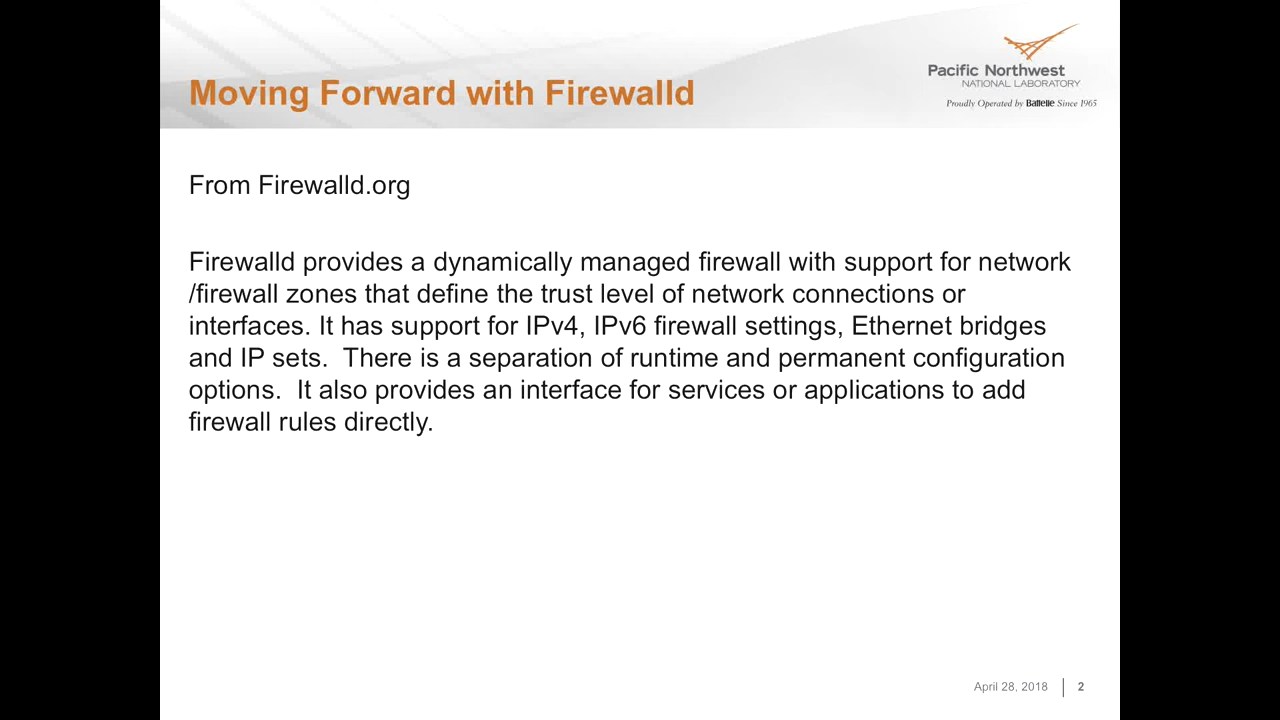 Moving Forward with Firewalld
Pacific Northwest
NATIONAL LABORATORY
Proudly Operated by Battelle Since 1965
From Firewalld.org
Firewalld provides a dynamically managed firewall with support for network
/firewall zones that define the trust level of network connections or
interfaces. It has support for IPv4, IPv6 firewall settings, Ethernet bridges
and IP sets.  There is a separation of runtime and permanent configuration
options.  It also provides an interface for services or applications to add
firewall rules directly.
April 28, 2018 | 2